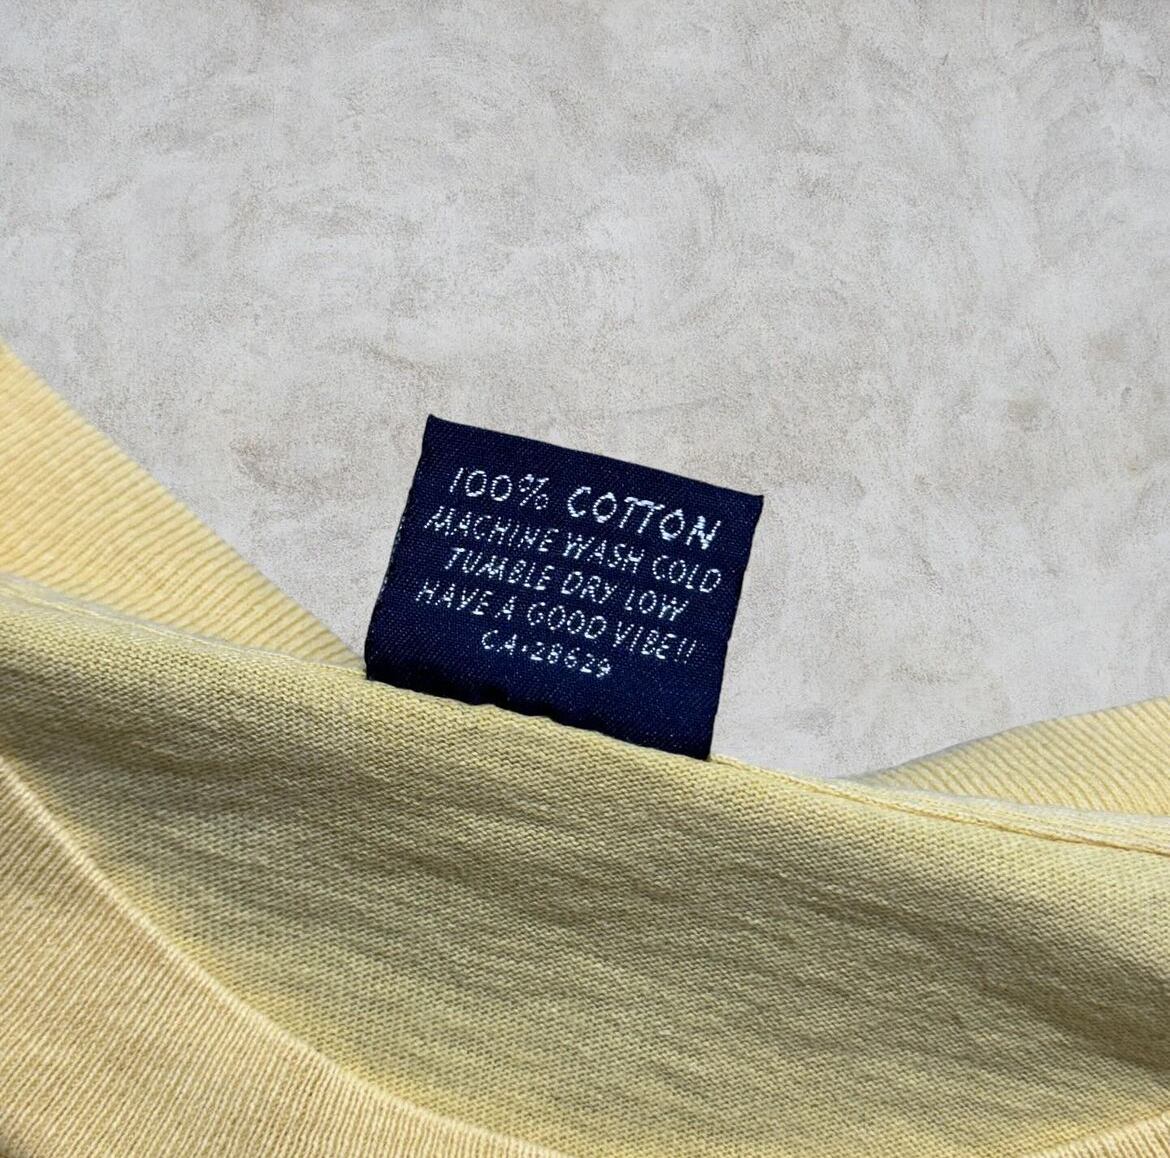 100% COTTON
MACHINE WASH COLD
TUMBLE DRY LOW
HAVE A GOOD VIBE!!
CA•28629